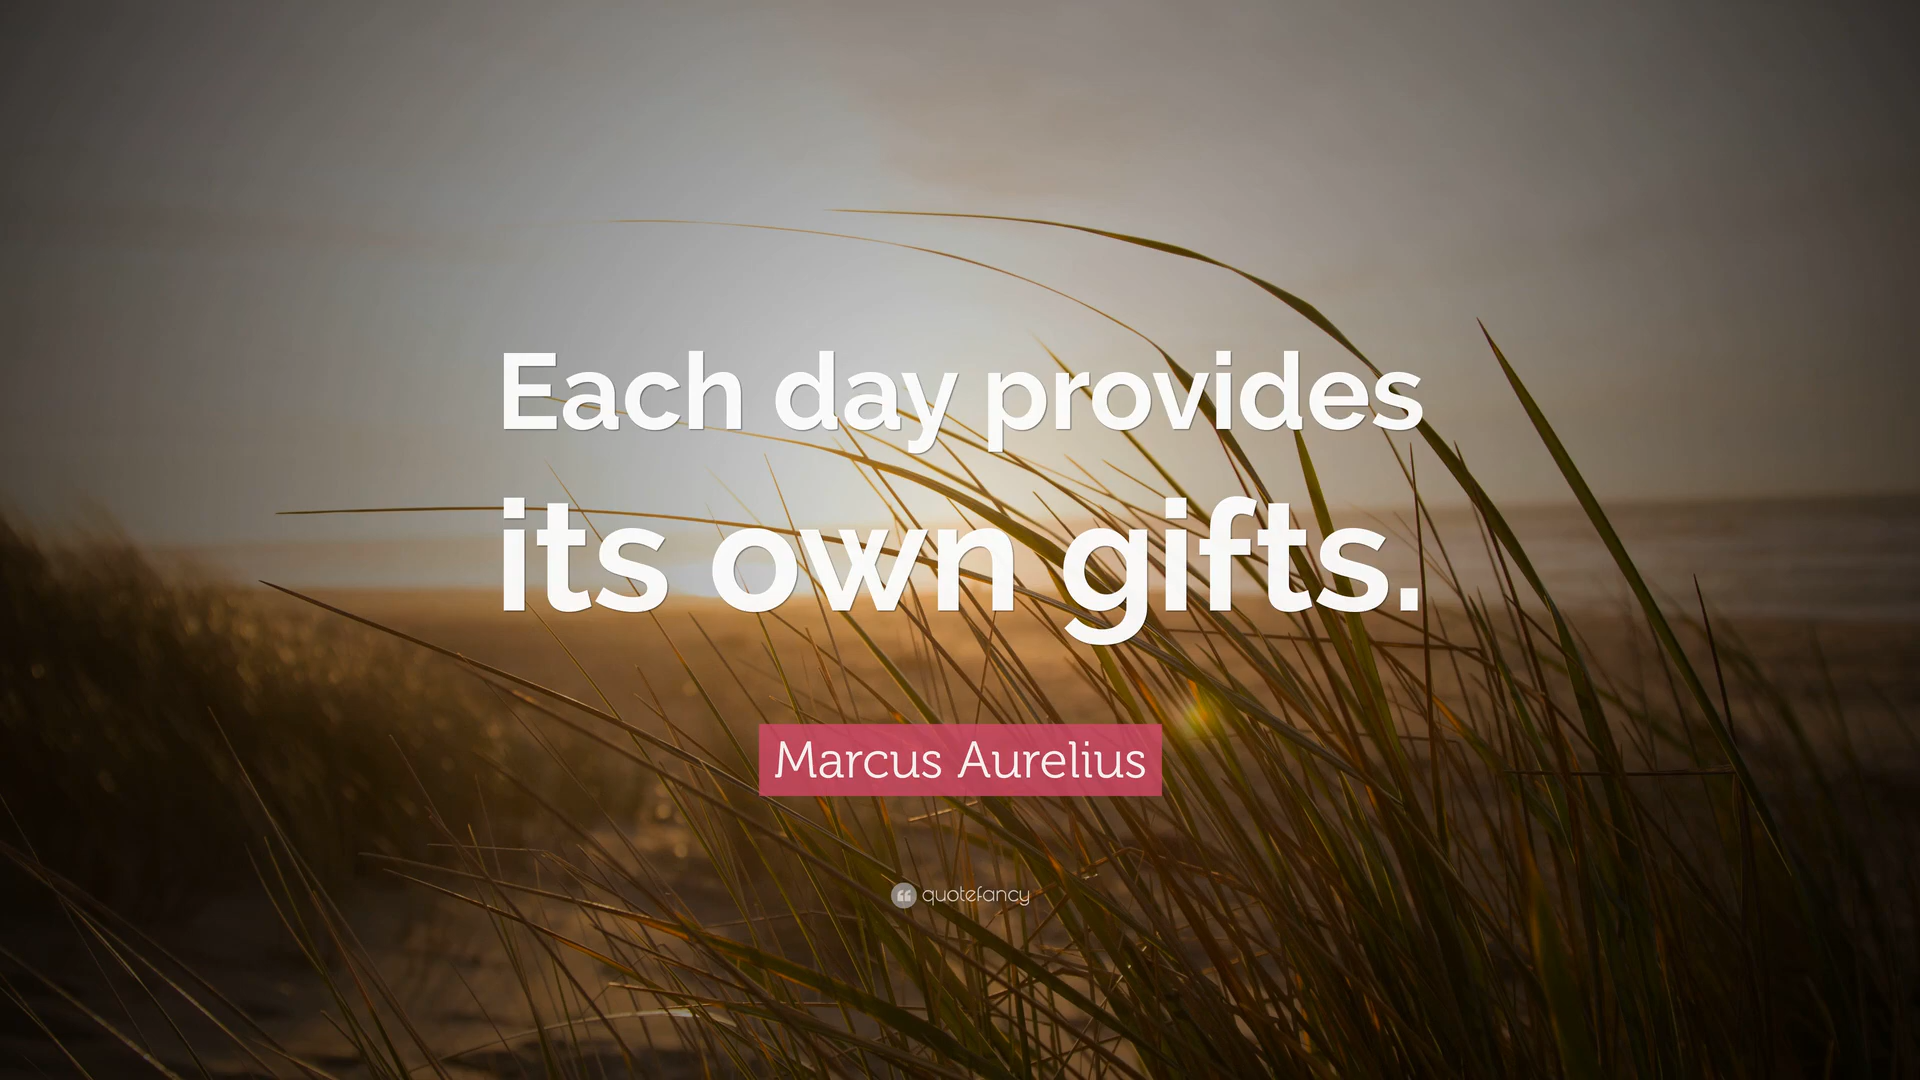 Each day provides
its own gifts.
Marcus Aurelius
quotefancy